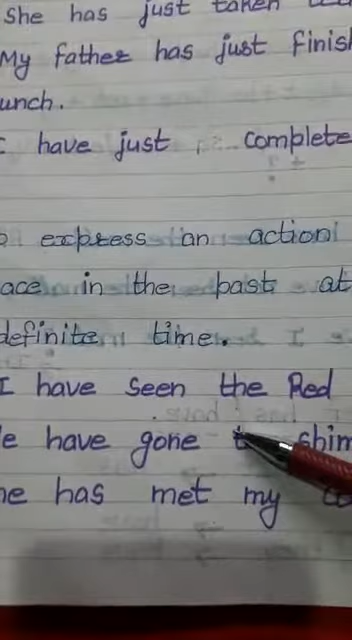 She has just taken
My father has just finish
unch.
have just complete
express an action
ace in the past at
definite time.
I have seen the Red
e have gone shim
he has met my